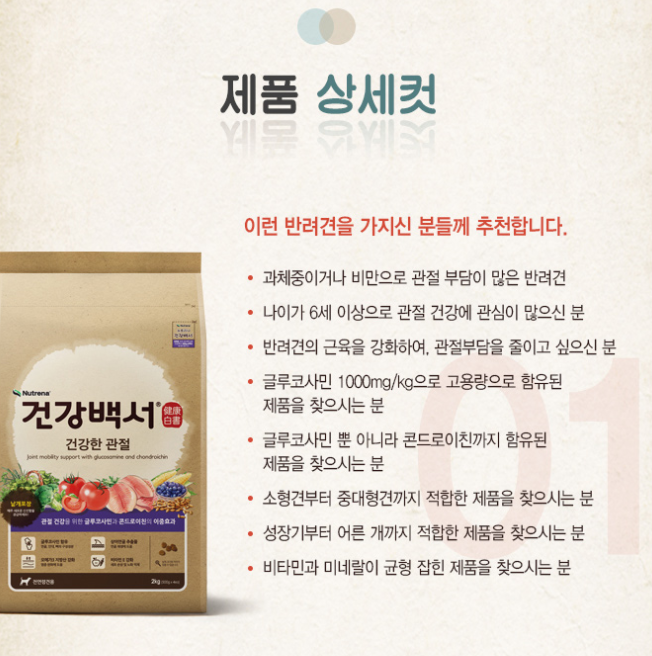 제품 상세컷
이런 반려견을 가지신 분들께 추천합니다.
• 과체중이거나 비만으로 관절 부담이 많은 반려견
• 나이가 6세 이상으로 관절 건강에 관심이 많으신 분
• 반려견의 근육을 강화하여, 관절부담을 줄이고 싶으신 분
• 글루코사민 1000mg/kg으로 고용량으로 함유된
제품을 찾으시는 분
• 글루코사민 뿐 아니라 콘드로이친까지 함유된
제품을 찾으시는 분
• 소형견부터 중대형견까지 적합한 제품을 찾으시는 분
• 성장기부터 어른 개까지 적합한 제품을 찾으시는 분
• 비타민과 미네랄이 균형 잡힌 제품을 찾으시는 분
01
Nutrena
건강백서® 健康
白書
건강한 관절
Joint mobility support with glucosamine and chondroichin
관절 건강을 위한 글루코사민과 콘드로이친의 이중효과
2kg